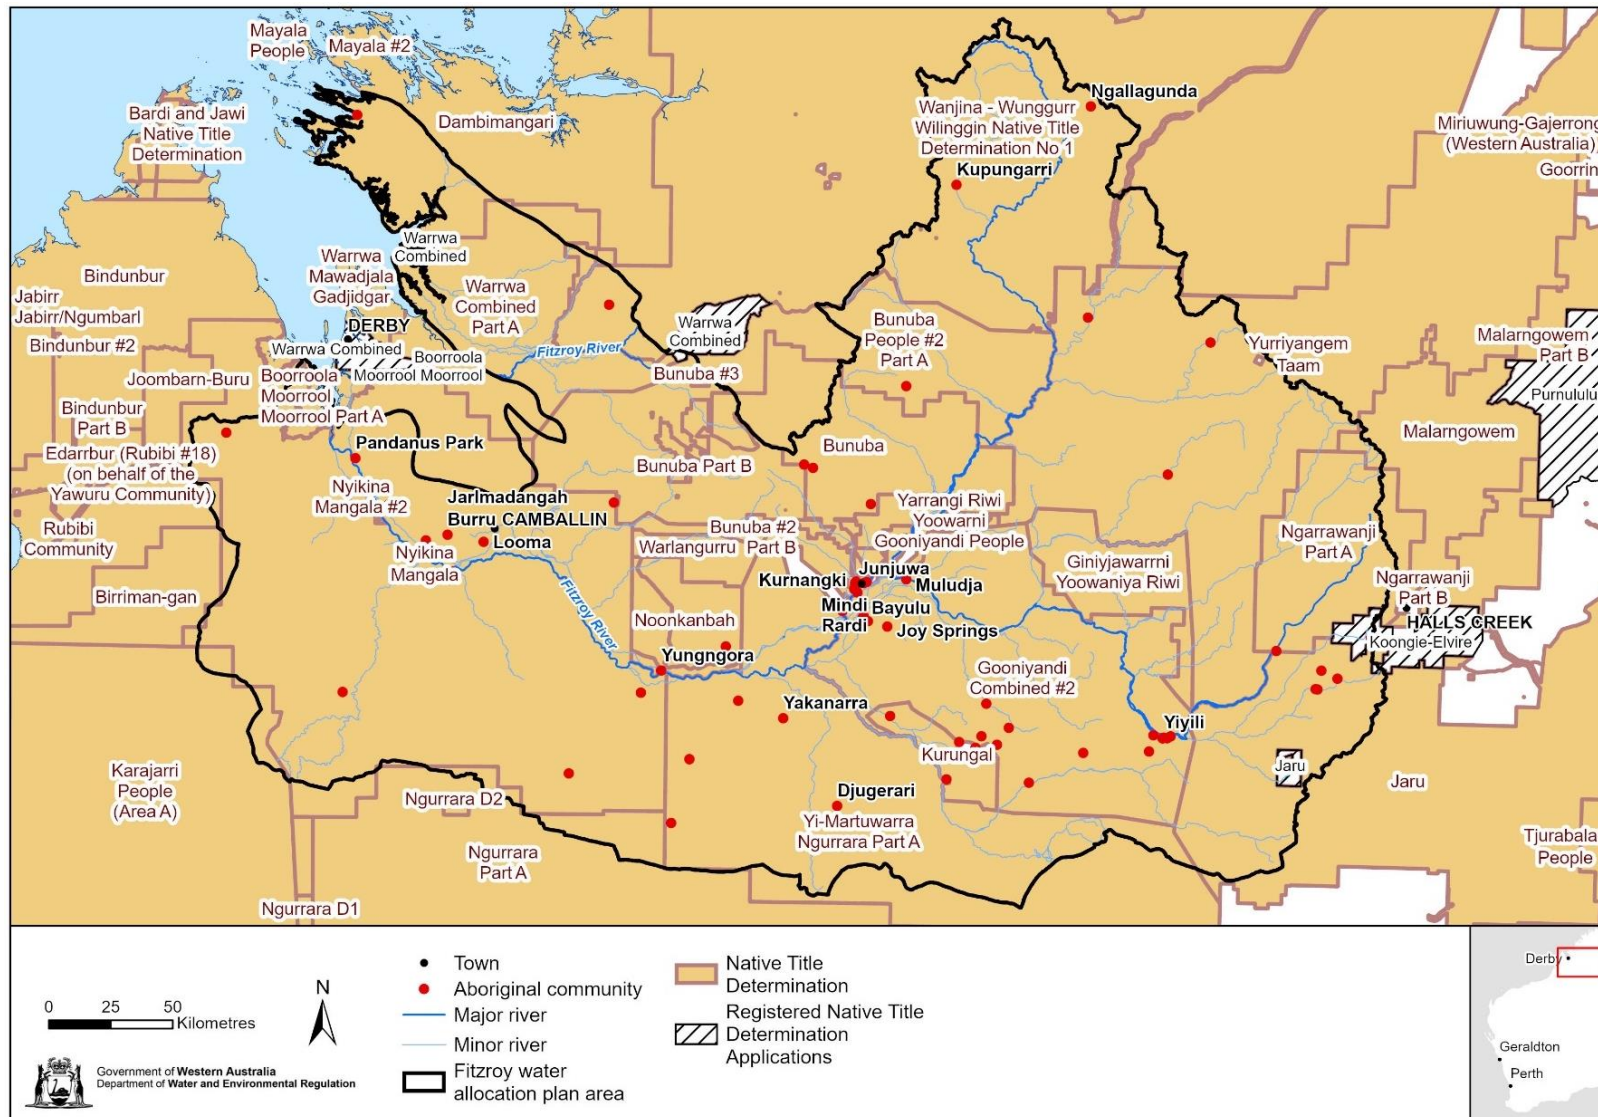 Mayala
People
Mayala #2
Bardi and Jawi
Native Title
Determination
Dambimangari
Ngallagunda
Wanjina - Wunggurr
Wilinggin Native Title
Determination No 1
Kupungarri
Miriuwung-Gajerrong
(Western Australia)
Goorrin
Warrwa
Combined
Bindunbur
Warrwa
Mawadjala
Gadjidgar
Warrwa
Combined
Part A
Jabirr
Jabirr/Ngumbarl
Bindunbur #2
DERBY
Warrwa Combined
Boorroola
Moorrool Moorrool
Fitzroy River
Warrwa
Combined
Bunuba #3
Bunuba
People #2
Part A
Yurriyangem
Taam
Malarngowem
Part B
Purnululu
Joombarn-Buru
Boorroola
Moorrool
Moorrool Part A
Bindunbur
Part B
Edarrbur (Rubibi #18)
(on behalf of the
Yawuru Community)
Pandanus Park
Bunuba
Bunuba Part B
Malarngowem
Nyikina
Mangala #2
Jarlmadangah
Burru
CAMBALLIN
Looma
Rubibi
Community
Nyikina
Mangala
Bunuba #2
Part B
Warlangurru
Yarrangi Riwi
Yoowarni
Gooniyandi People
Ngarrawanji
Part A
Giniyjawarrni
Yoowaniya Riwi
Kurnangki
Junjuwa
Muludja
Ngarrawanji
Part B
Birriman-gan
Fitzroy River
Noonkanbah
Mindi
Rardi
Bayulu
Joy Springs
HALLS CREEK
Koongie-Elvire
Yungngora
Gooniyandi
Combined #2
Yakanarra
Yiyili
Kurungal
Jaru
Jaru
Karajarri
People
(Area A)
Ngurrara D2
Djugerari
Yi-Martuwarra
Ngurrara Part A
Ngurrara
Part A
Tjurabala
People
Ngurrara D1
0 25 50
Kilometres
N
Town
Aboriginal community
Major river
Minor river
Fitzroy water
allocation plan area
Native Title
Determination
Registered Native Title
Determination
Applications
Government of Western Australia
Department of Water and Environmental Regulation
Derby
Geraldton
Perth